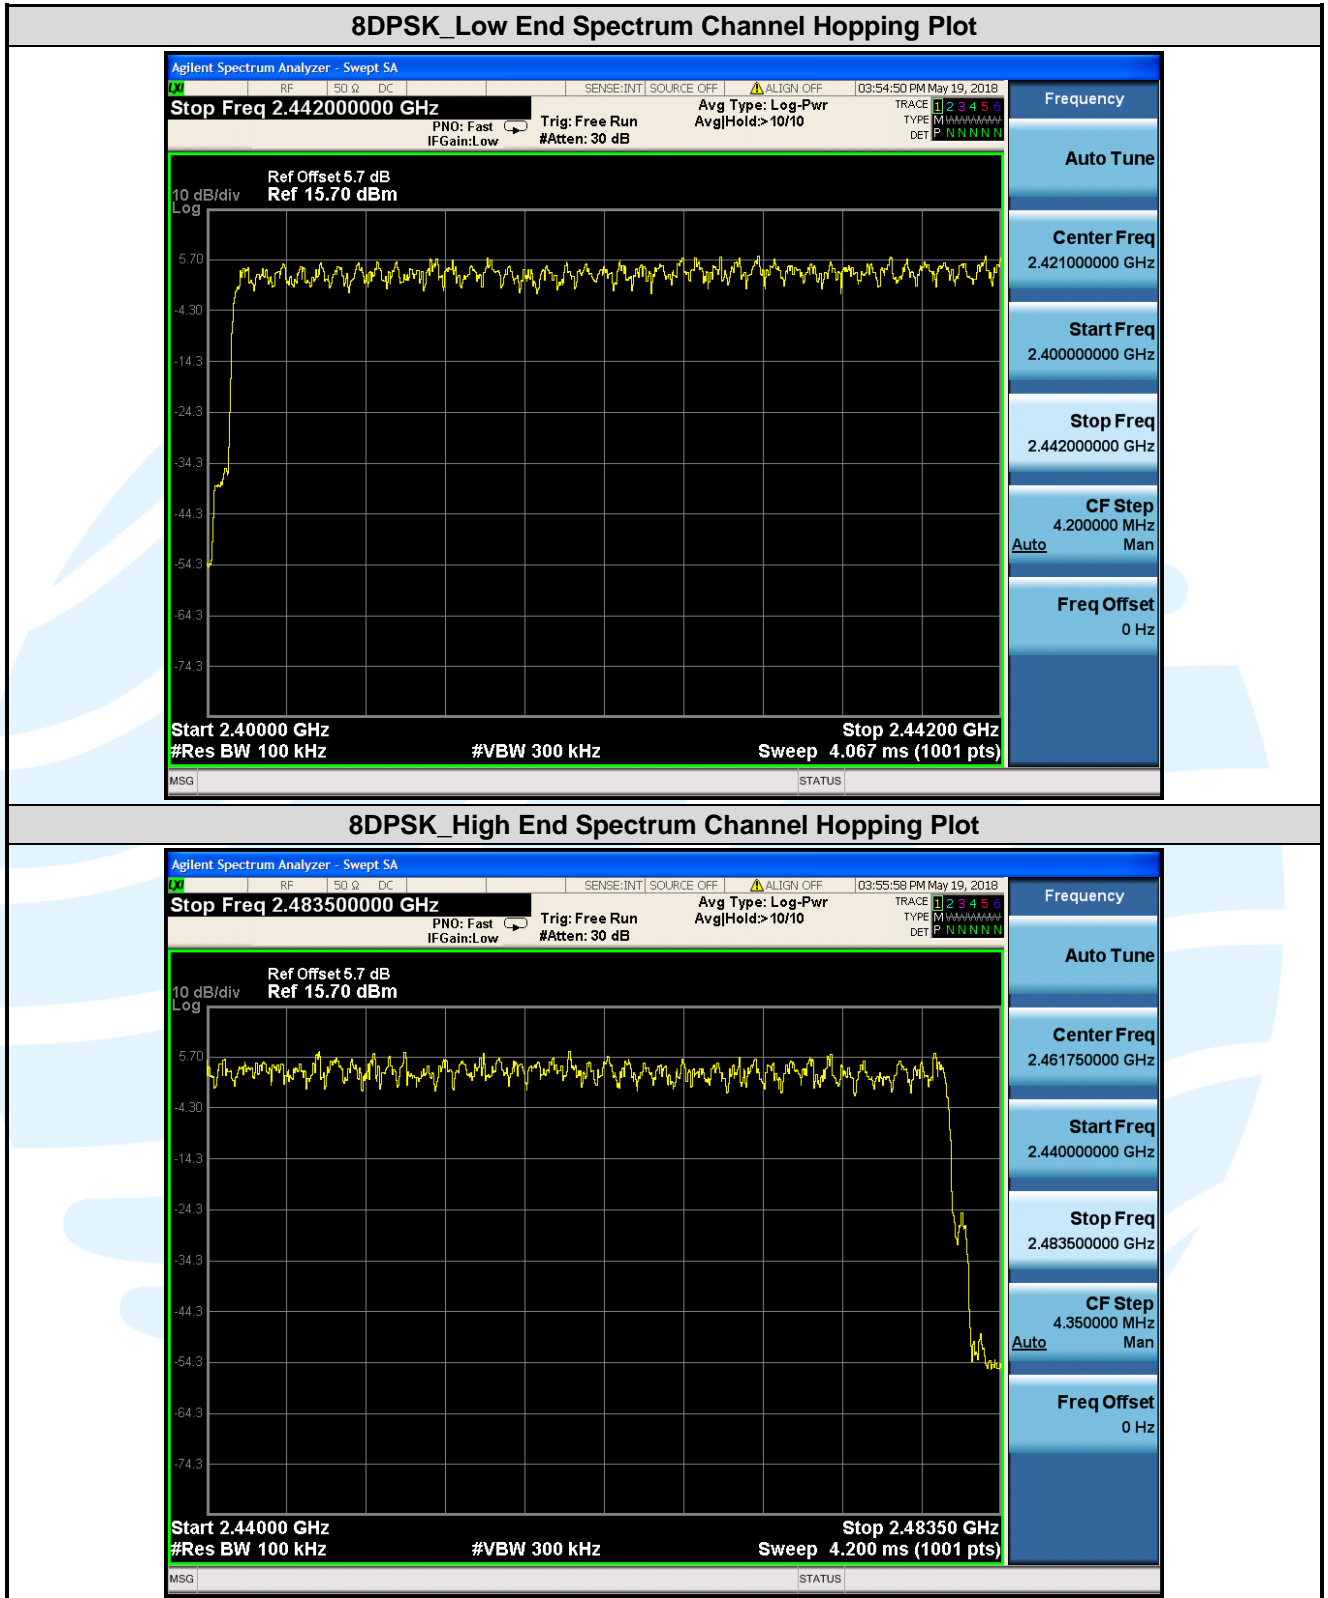 8DPSK_Low End Spectrum Channel Hopping Plot
Agilent Spectrum Analyzer - Swept SA
LXI RF 50 Ω DC SENSE:INT SOURCE OFF ALIGN OFF 03:54:50 PM May 19, 2018
Stop Freq 2.442000000 GHz
PNO: Fast
IFGain:Low
Trig: Free Run
#Atten: 30 dB
Avg Type: Log-Pwr
Avg|Hold:>10/10
TRACE 1 2 3 4 5 6
TYPE M WWWWW
DET P N N N N N
Ref Offset 5.7 dB
10 dB/div Ref 15.70 dBm
Log
5.70
-4.30
-14.3
-24.3
-34.3
-44.3
-54.3
-64.3
-74.3
Start 2.40000 GHz Stop 2.44200 GHz
#Res BW 100 kHz #VBW 300 kHz Sweep 4.067 ms (1001 pts)
MSG STATUS
Frequency
Auto Tune
Center Freq
2.421000000 GHz
Start Freq
2.400000000 GHz
Stop Freq
2.442000000 GHz
CF Step
4.200000 MHz
Auto Man
Freq Offset
0 Hz
8DPSK_High End Spectrum Channel Hopping Plot
Agilent Spectrum Analyzer - Swept SA
LXI RF 50 Ω DC SENSE:INT SOURCE OFF ALIGN OFF 03:55:58 PM May 19, 2018
Stop Freq 2.483500000 GHz
PNO: Fast
IFGain:Low
Trig: Free Run
#Atten: 30 dB
Avg Type: Log-Pwr
Avg|Hold:>10/10
TRACE 1 2 3 4 5 6
TYPE M WWWWW
DET P N N N N N
Ref Offset 5.7 dB
10 dB/div Ref 15.70 dBm
Log
5.70
-4.30
-14.3
-24.3
-34.3
-44.3
-54.3
-64.3
-74.3
Start 2.44000 GHz Stop 2.48350 GHz
#Res BW 100 kHz #VBW 300 kHz Sweep 4.200 ms (1001 pts)
MSG STATUS
Frequency
Auto Tune
Center Freq
2.461750000 GHz
Start Freq
2.440000000 GHz
Stop Freq
2.483500000 GHz
CF Step
4.350000 MHz
Auto Man
Freq Offset
0 Hz